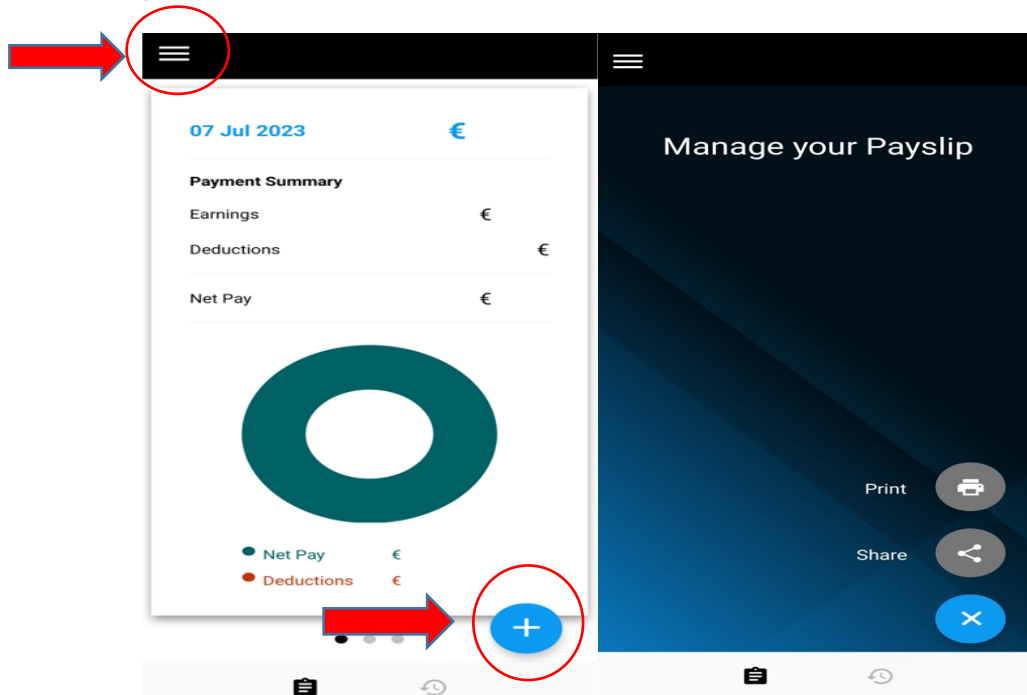 07 Jul 2023 €
Payment Summary
Earnings €
Deductions €
Net Pay €
Net Pay €
Deductions €
Manage your Payslip
Print
Share